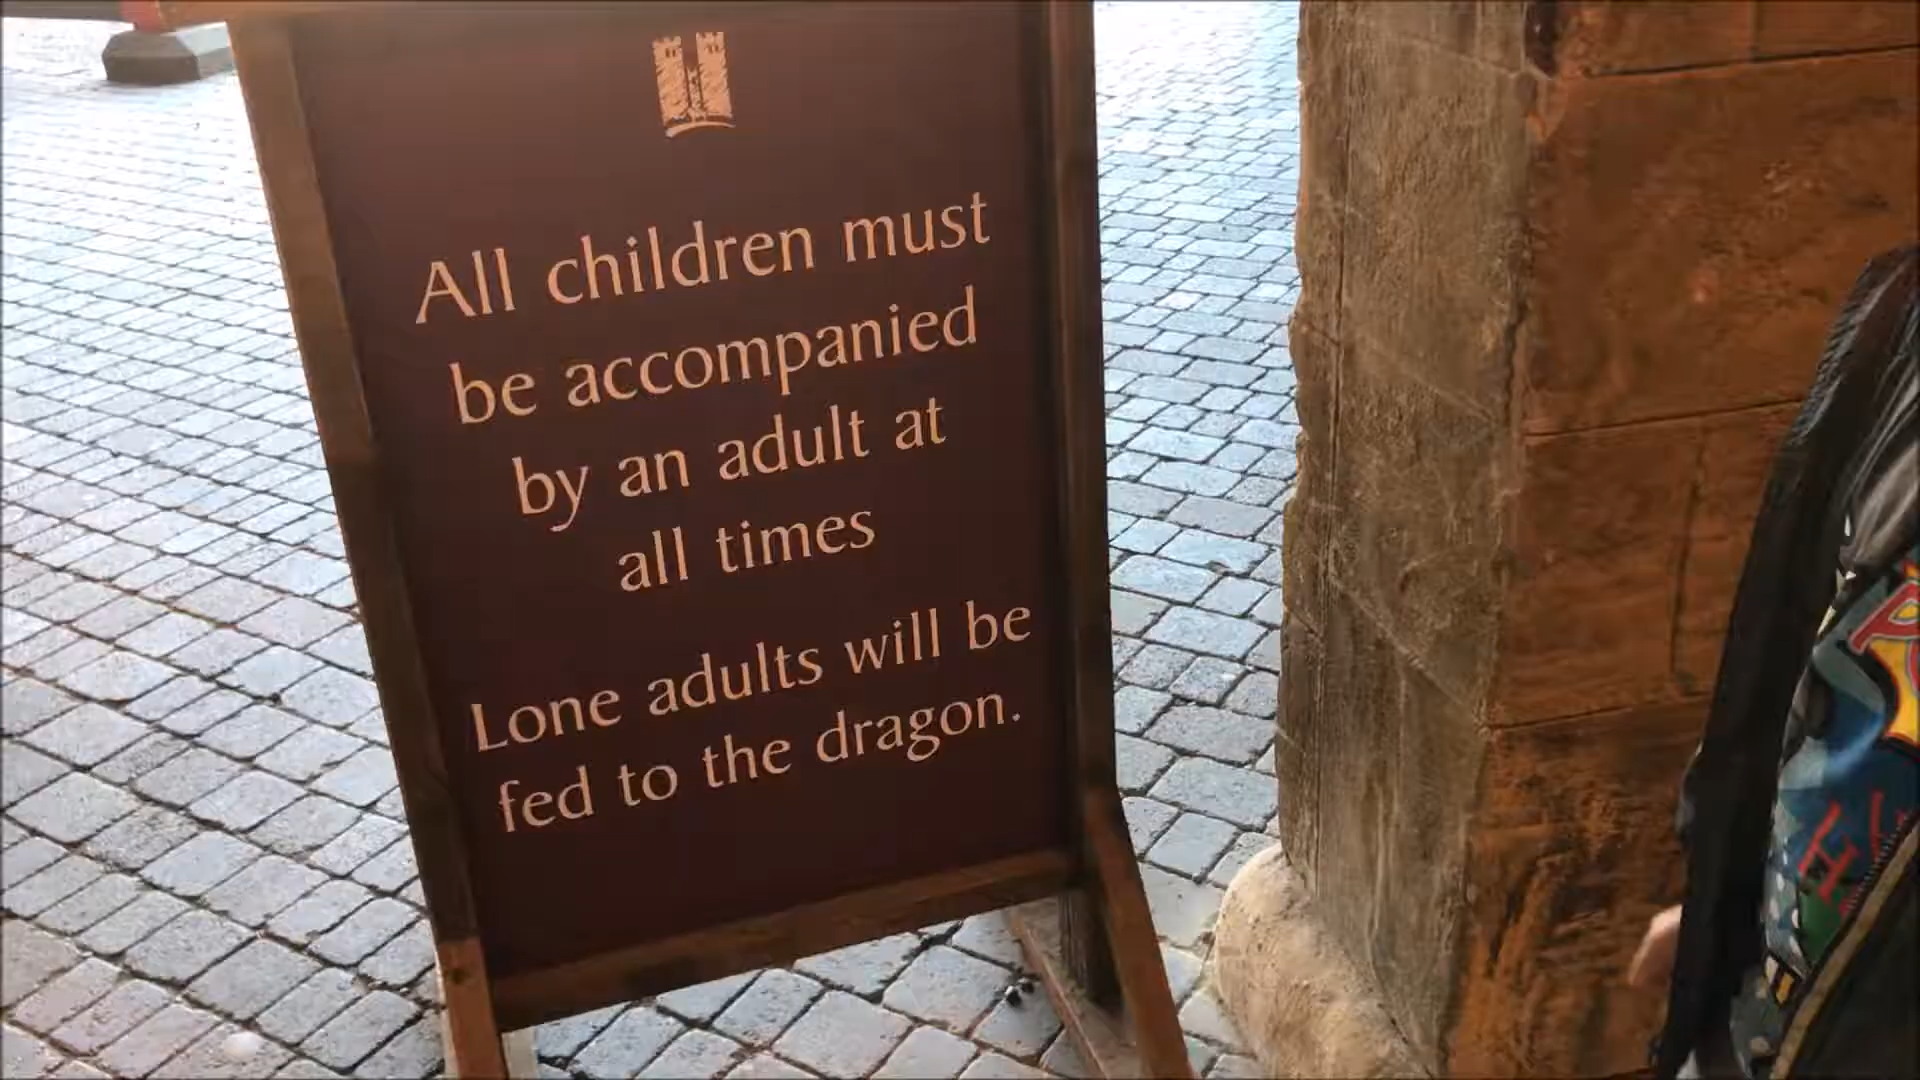 All children must
be accompanied
by an adult at
all times
Lone adults will be
fed to the dragon.